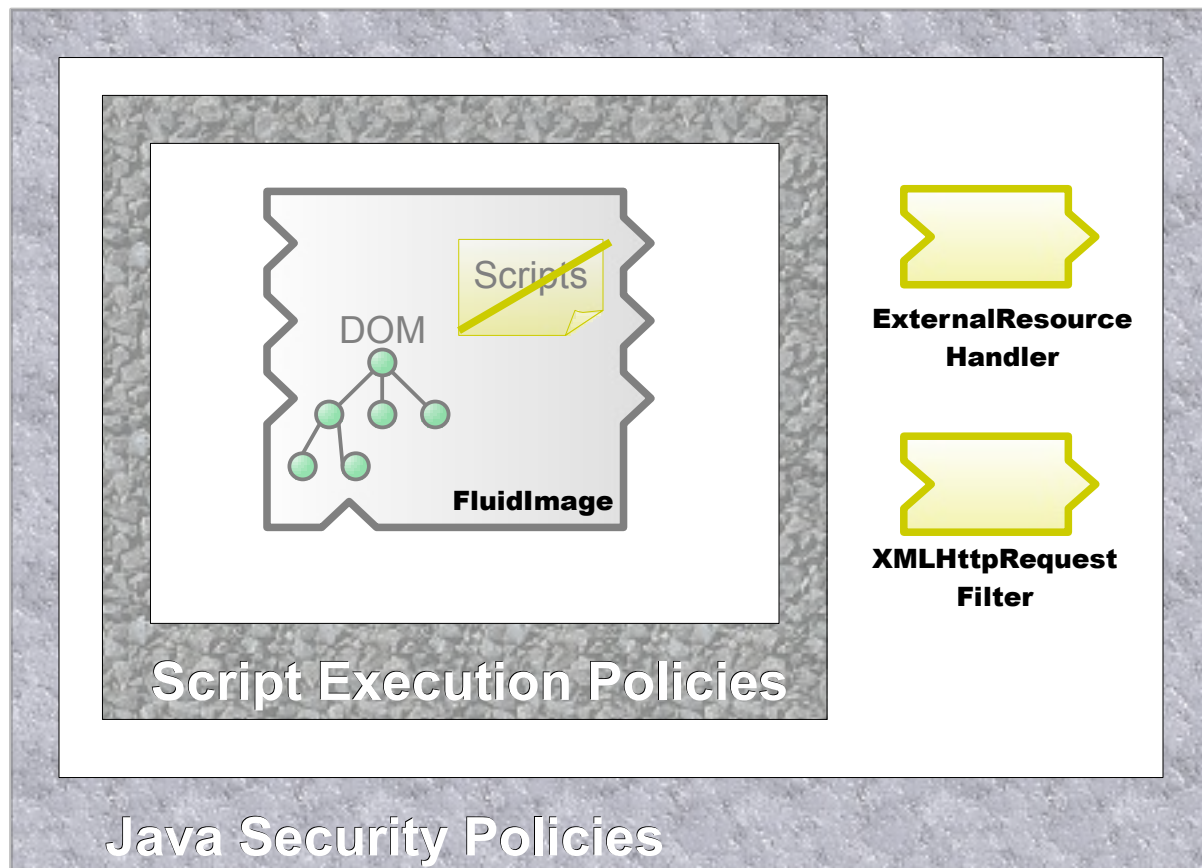 Scripts
DOM
FluidImage
ExternalResource
Handler
XMLHttpRequest
Filter
Script Execution Policies
Java Security Policies